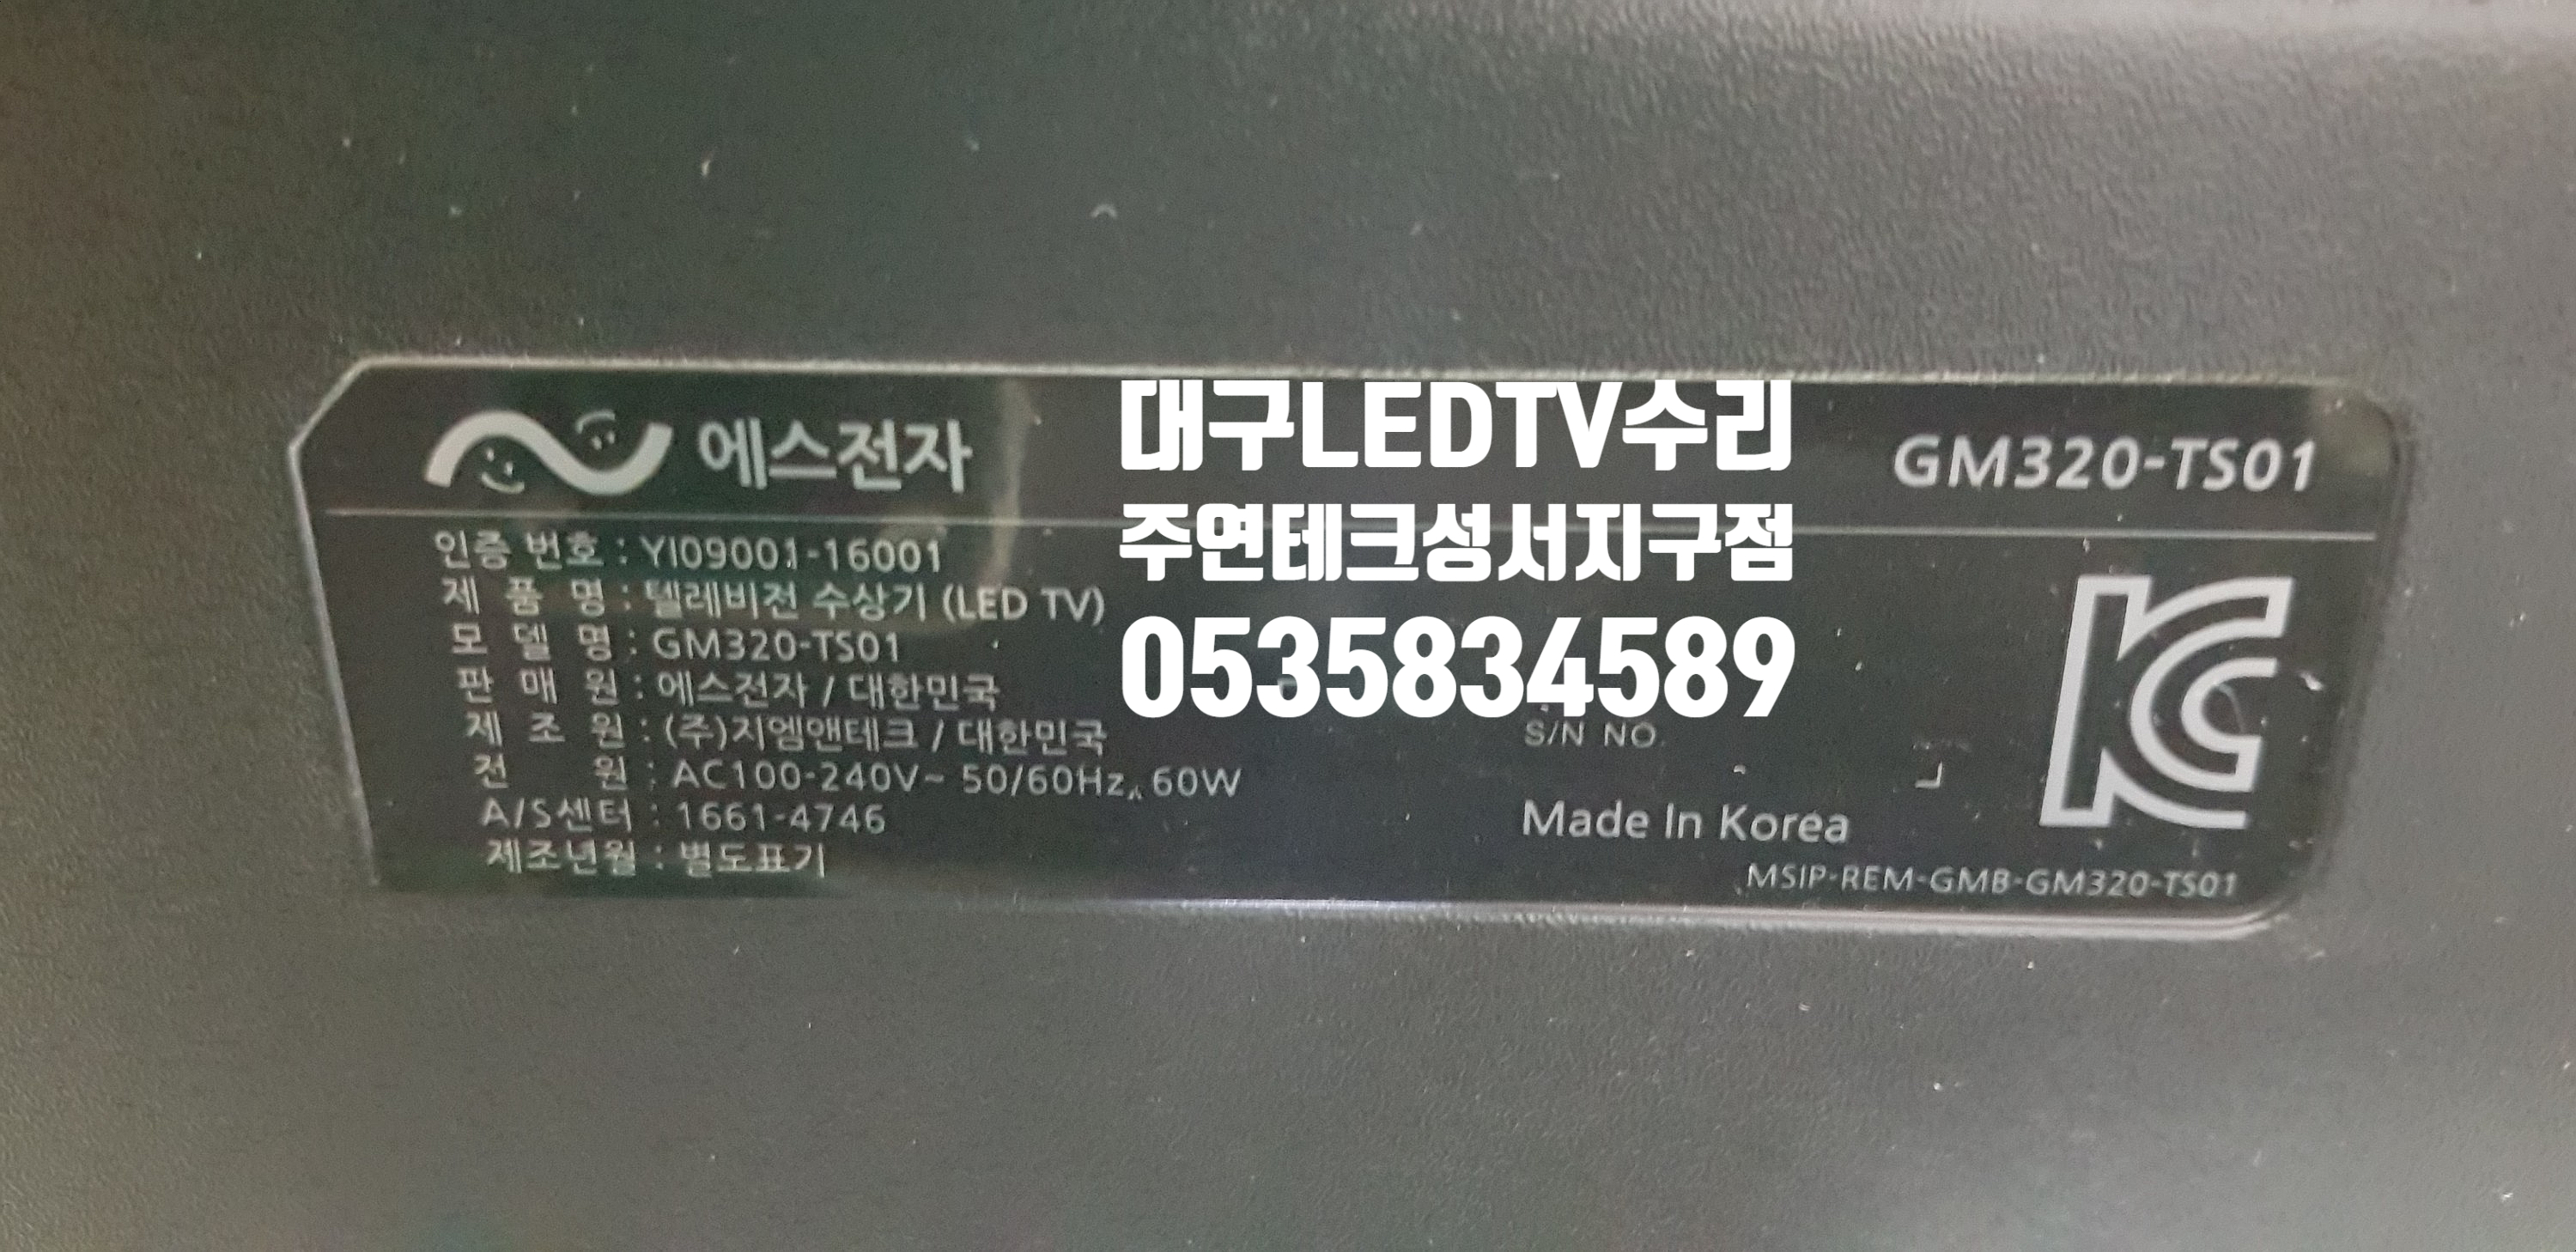 에스전자
대구LEDTV수리
GM320-TS01
주연테크성서지구점
0535834589
인증 번호 : YI09001-16001
제 품 명 : 텔레비전 수상기 (LED TV)
모 델 명 : GM320-TS01
판 매 원 : 에스전자 / 대한민국
제 조 원 : (주)지엠앤테크 / 대한민국
전 원 : AC100-240V~ 50/60Hz, 60W
A/S센터 : 1661-4746
제조년월 : 별도표기
S/N NO.
Made In Korea
MSIP-REM-GMB-GM320-TS01